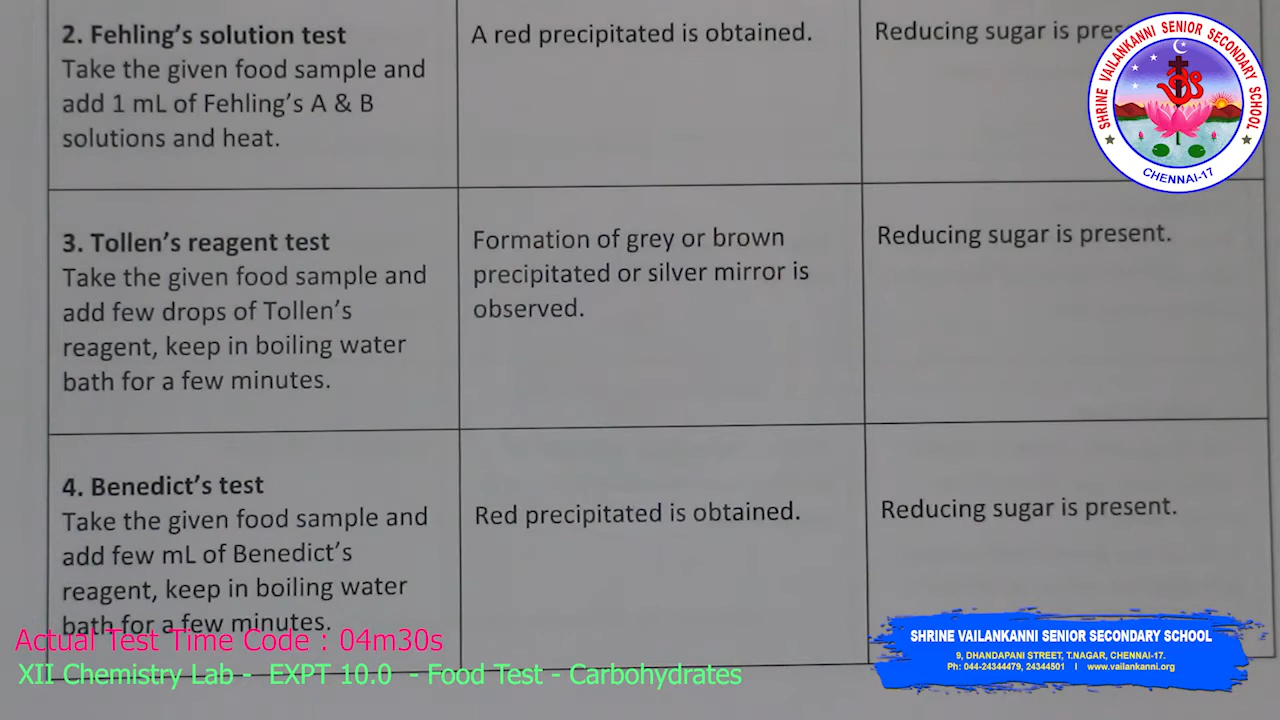 2. Fehling's solution test
Take the given food sample and
add 1 mL of Fehling's A & B
solutions and heat.
A red precipitated is obtained.
Reducing sugar is
3. Tollen's reagent test
Take the given food sample and
add few drops of Tollen's
reagent, keep in boiling water
bath for a few minutes.
Formation of grey or brown
precipitated or silver mirror is
observed.
Reducing sugar is present.
4. Benedict's test
Take the given food sample and
add few mL of Benedict's
reagent, keep in boiling water
bath for a few minutes.
Red precipitated is obtained.
Reducing sugar is present.
SHRINE VAILANKANNI SENIOR SECONDARY SCHOOL
CHENNAI-17
Actual Test Time Code : 04m30s
XII Chemistry Lab - EXPT 10.0 - Food Test - Carbohydrates
SHRINE VAILANKANNI SENIOR SECONDARY SCHOOL
9, DHANDAPANI STREET, T.NAGAR, CHENNAI-17.
Ph: 044-24344479, 24344501 I www.vailankanni.org